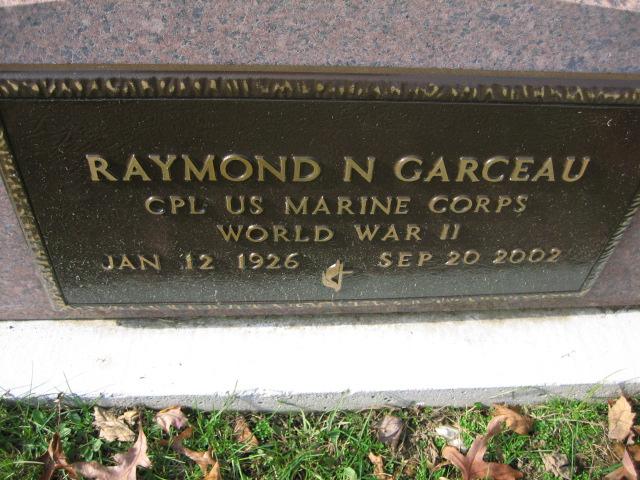 RAYMOND N GARCEAU
CPL US MARINE CORPS
WORLD WAR II
JAN 12 1926 SEP 20 2002